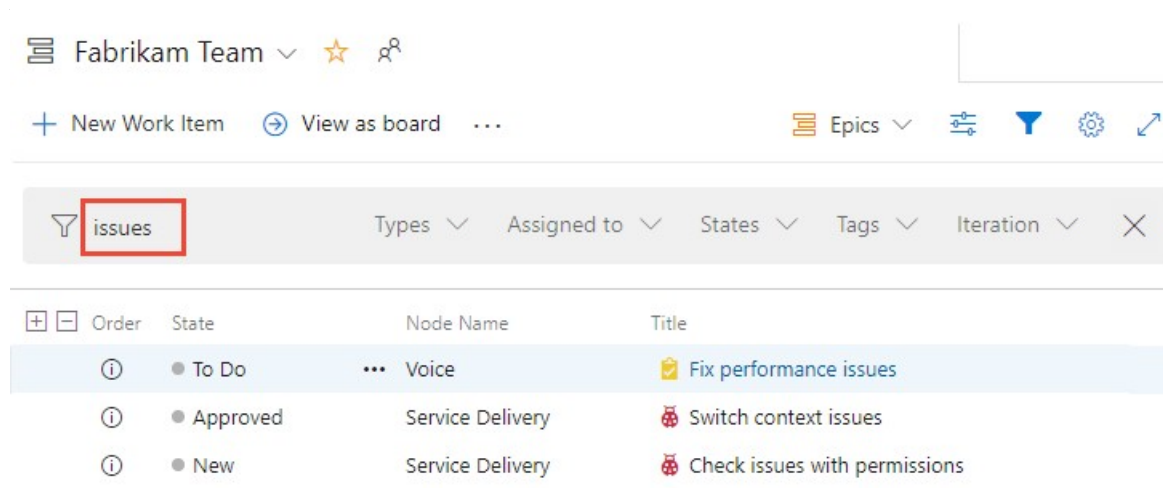 Fabrikam Team
New Work Item View as board ... Epics
issues Types Assigned to States Tags Iteration
Order State Node Name Title
To Do ... Voice Fix performance issues
Approved Service Delivery Switch context issues
New Service Delivery Check issues with permissions